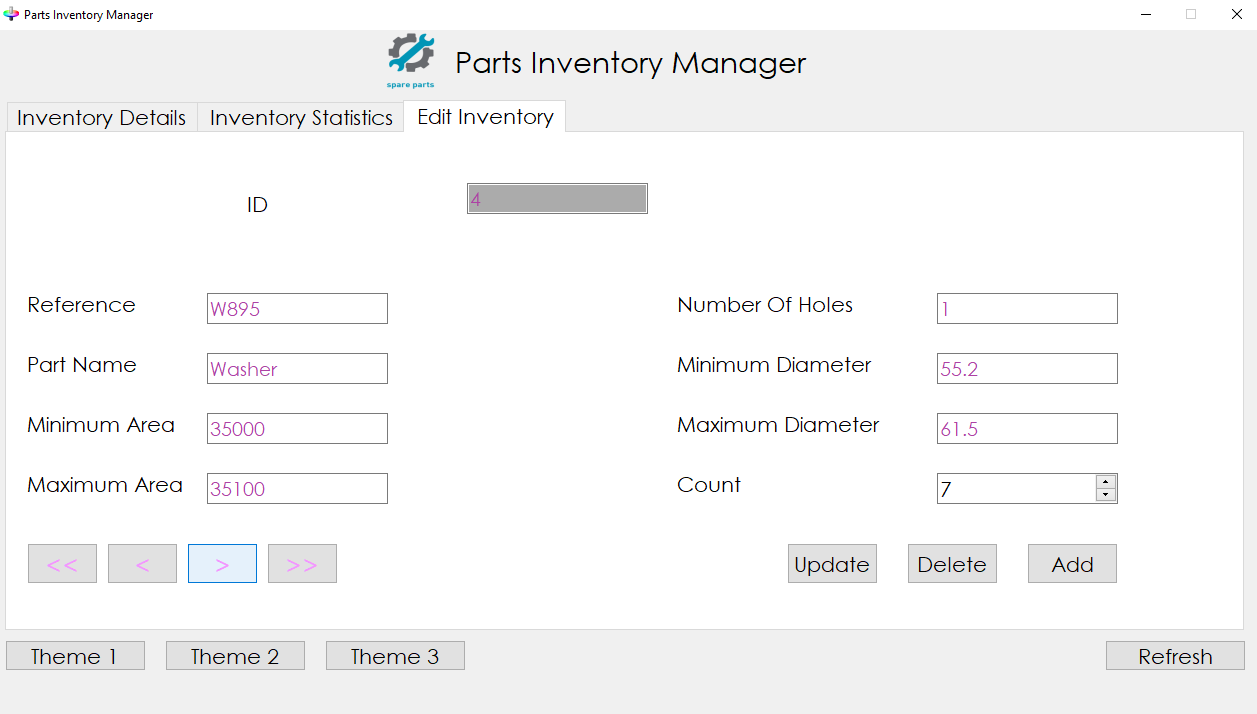 Parts Inventory Manager
spare parts
Parts Inventory Manager
Inventory Details Inventory Statistics Edit Inventory
ID 4
Reference W895 Number Of Holes 1
Part Name Washer Minimum Diameter 55.2
Minimum Area 35000 Maximum Diameter 61.5
Maximum Area 35100 Count 7
<< < > >> Update Delete Add
Theme 1 Theme 2 Theme 3 Refresh